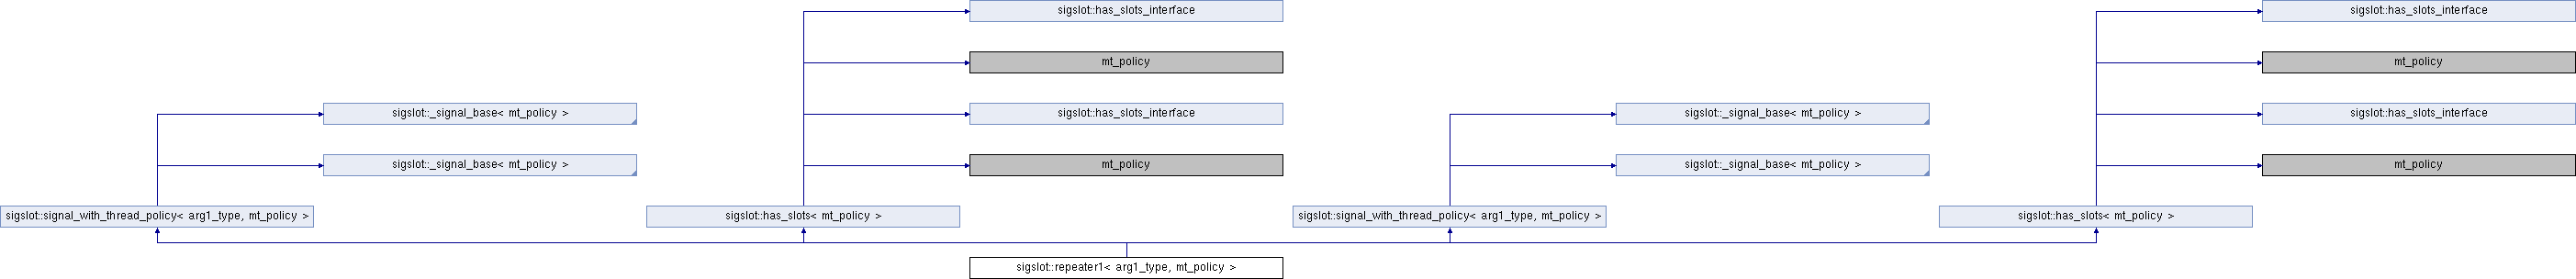 sigslot::has_slots_interface
sigslot::has_slots_interface
mt_policy
mt_policy
sigslot::_signal_base< mt_policy >
sigslot::has_slots_interface
sigslot::_signal_base< mt_policy >
sigslot::has_slots_interface
sigslot::_signal_base< mt_policy >
mt_policy
sigslot::_signal_base< mt_policy >
mt_policy
sigslot::signal_with_thread_policy< arg1_type, mt_policy >
sigslot::has_slots< mt_policy >
sigslot::signal_with_thread_policy< arg1_type, mt_policy >
sigslot::has_slots< mt_policy >
sigslot::repeater1< arg1_type, mt_policy >